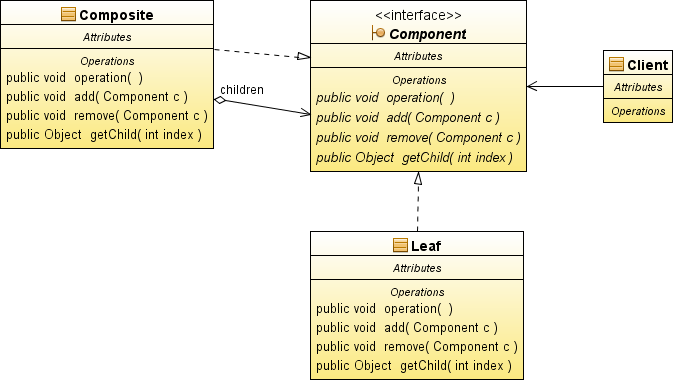 Composite
Attributes
Operations
public void operation( )
public void add( Component c )
public void remove( Component c )
public Object getChild( int index )
children
<<interface>>
Component
Attributes
Operations
public void operation( )
public void add( Component c )
public void remove( Component c )
public Object getChild( int index )
Client
Attributes
Operations
Leaf
Attributes
Operations
public void operation( )
public void add( Component c )
public void remove( Component c )
public Object getChild( int index )